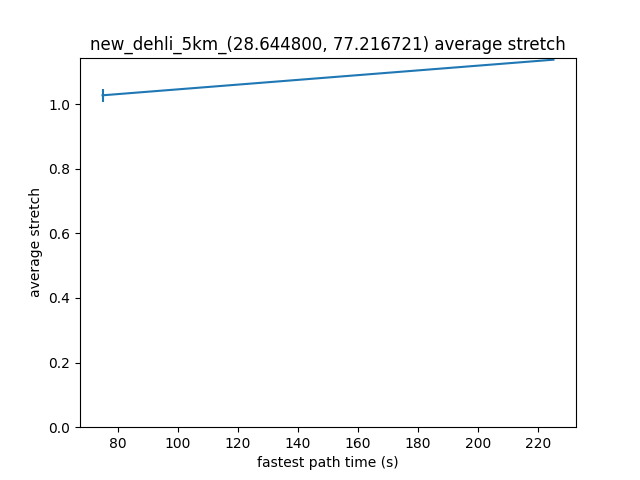 new_dehli_5km_(28.644800, 77.216721) average stretch
1.0
0.8
0.6
0.4
0.2
0.0
average stretch
80 100 120 140 160 180 200 220
fastest path time (s)